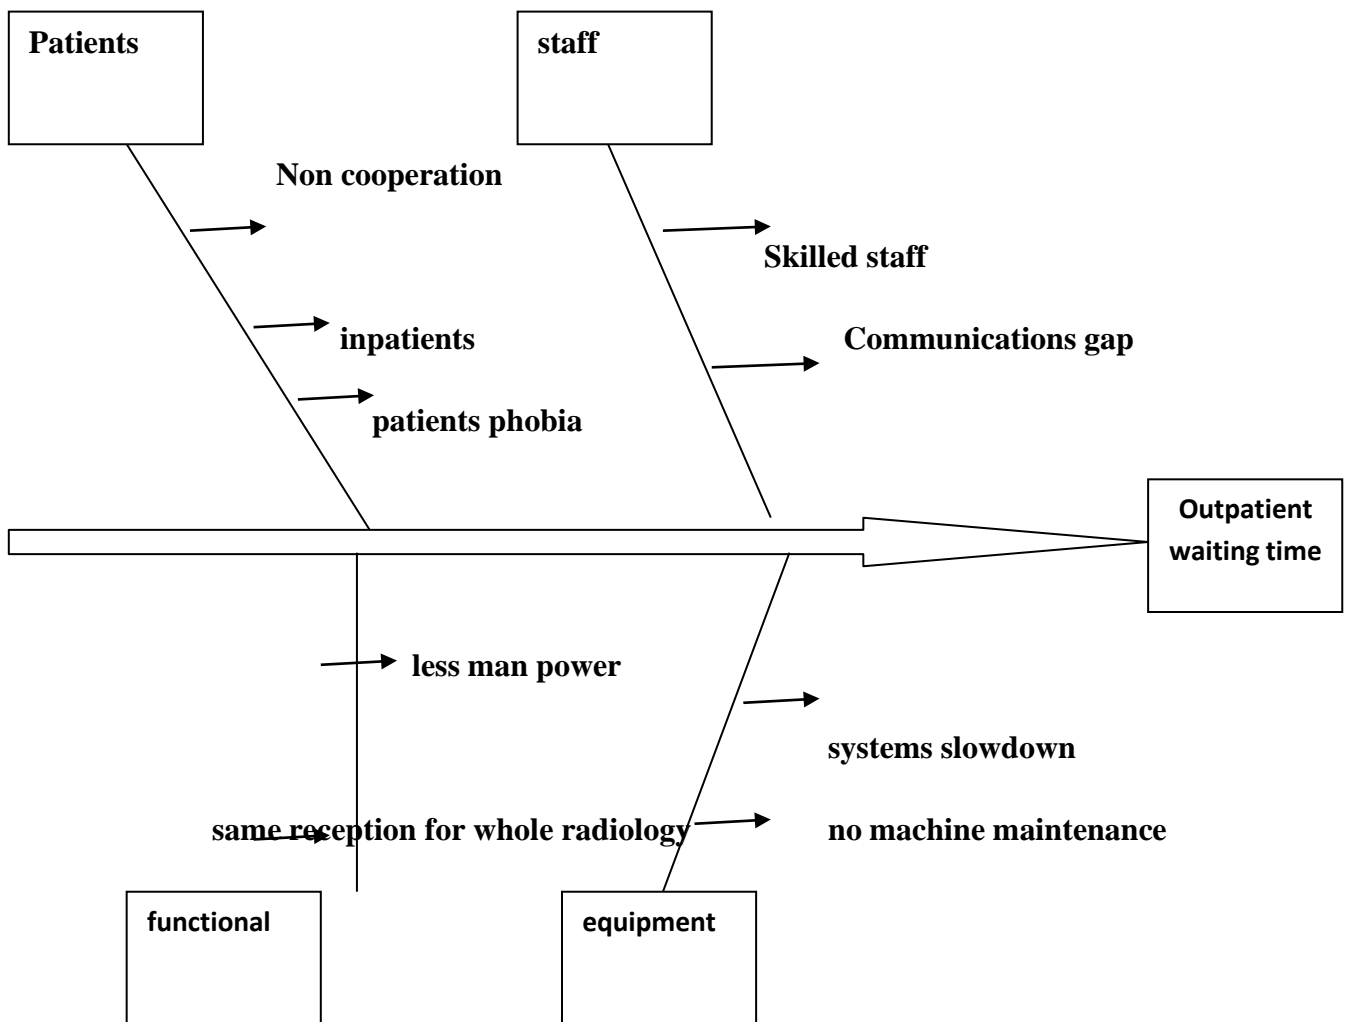 Patients
staff
Non cooperation
Skilled staff
inpatients
Communications gap
patients phobia
Outpatient
waiting time
less man power
systems slowdown
same reception for whole radiology
no machine maintenance
functional
equipment